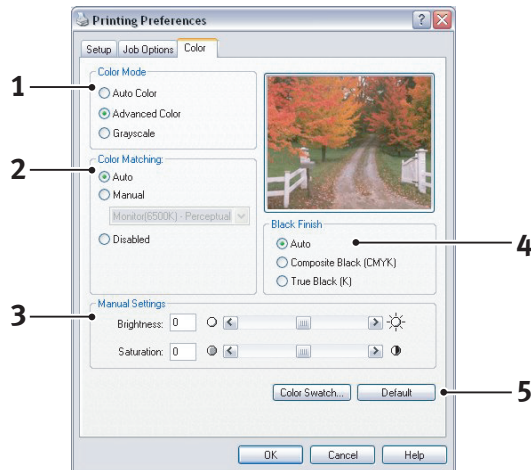 Printing Preferences
Setup Job Options Color
1
Color Mode
Auto Color
Advanced Color
Grayscale
2
Color Matching:
Auto
Manual
Monitor(6500K) - Perceptual
Disabled
Black Finish
4
Auto
Composite Black (CMYK)
True Black (K)
3
Manual Settings
Brightness: 0
Saturation: 0
Color Swatch... Default
5
OK Cancel Help